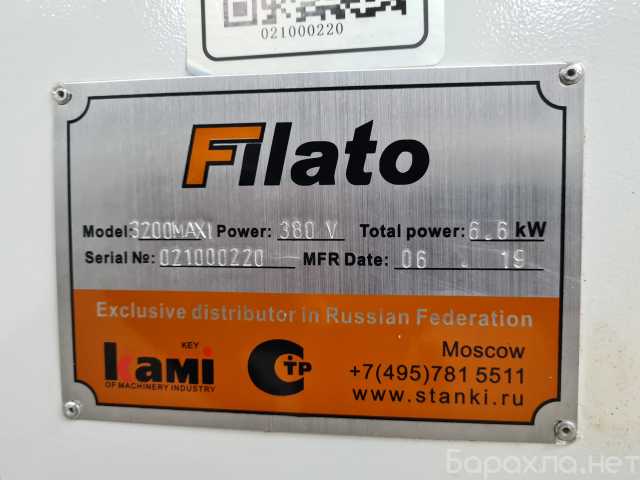 021000220
Filato
Model: 3200MAXI Power: 380 V Total power: 6.6 kW
Serial №: 021000220 MFR Date: 06 . 19
Exclusive distributor in Russian Federation
KEY
kami
OF MACHINERY INDUSTRY
СТР
Moscow
+7(495)781 5511
www.stanki.ru
Барахла.нет